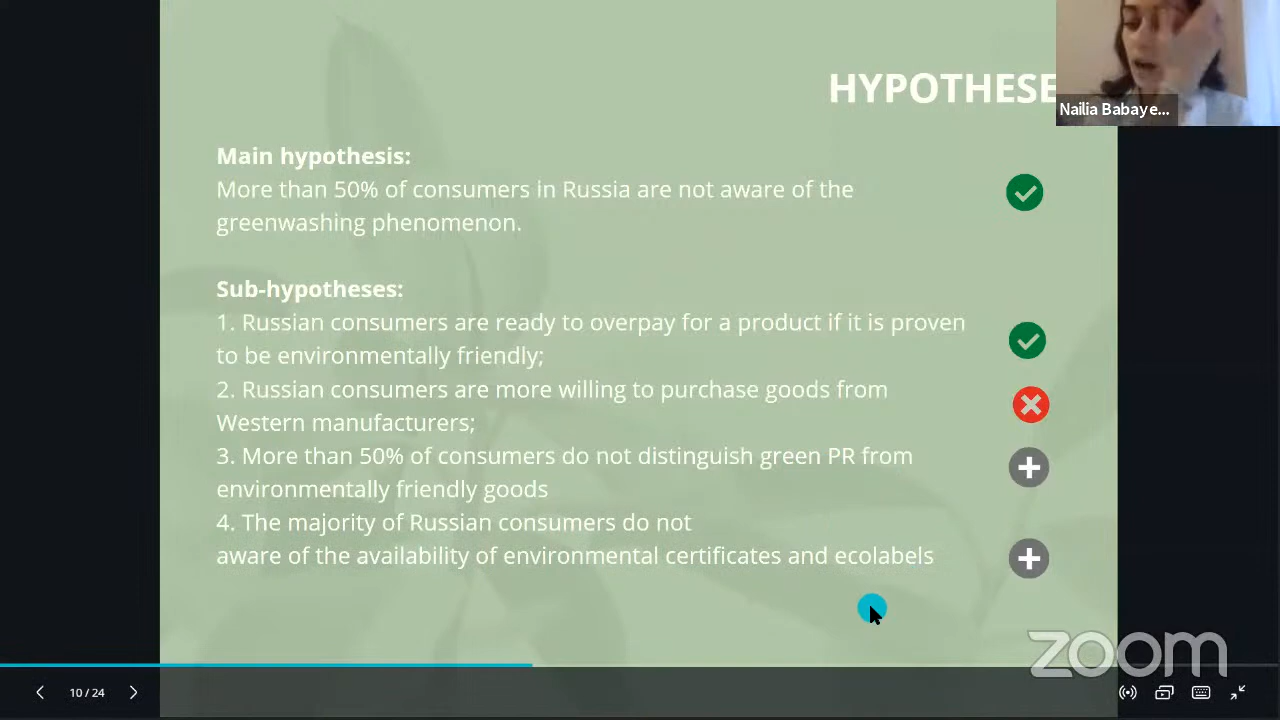 HYPOTHESE
Nailia Babaye...
Main hypothesis:
More than 50% of consumers in Russia are not aware of the
greenwashing phenomenon.
Sub-hypotheses:
1. Russian consumers are ready to overpay for a product if it is proven
to be environmentally friendly;
2. Russian consumers are more willing to purchase goods from
Western manufacturers;
3. More than 50% of consumers do not distinguish green PR from
environmentally friendly goods
4. The majority of Russian consumers do not
aware of the availability of environmental certificates and ecolabels
zoom
10 / 24